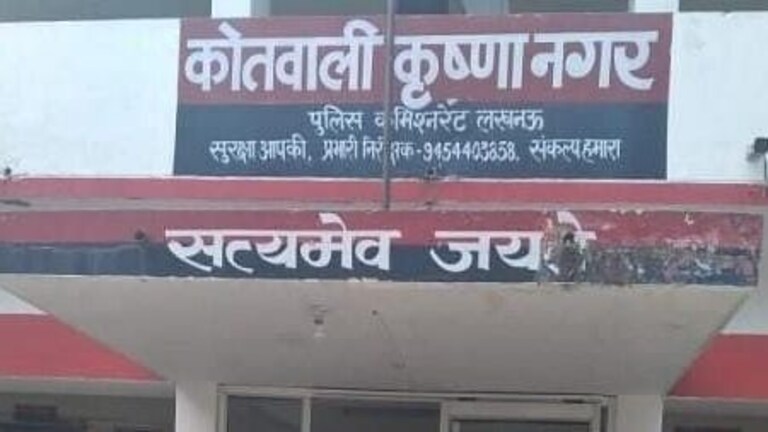 कोतवाली कृष्णा नगर
पुलिस कमिश्नरेट लखनऊ
सुरक्षा आपकी, प्रभारी निरीक्षक-9454403858, संकल्प हमारा
सत्यमेव जयते